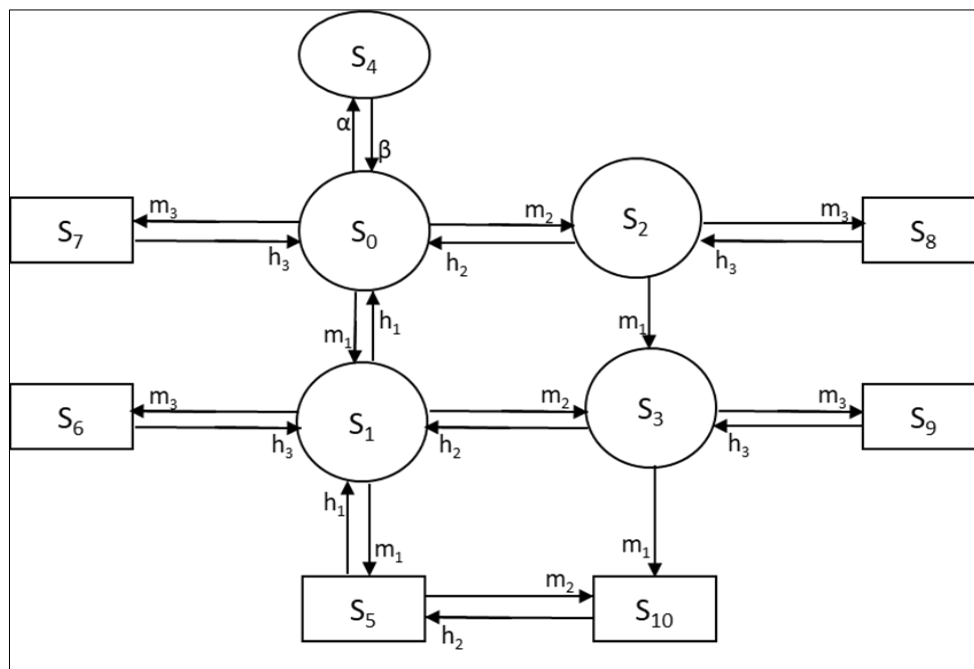 S₄
α
β
S₇
m₃
h₃
S₀
m₂
h₂
S₂
m₃
h₃
S₈
m₁
h₁
m₁
S₆
m₃
h₃
S₁
m₂
h₂
S₃
m₃
h₃
S₉
h₁
m₁
m₁
S₅
m₂
h₂
S₁₀